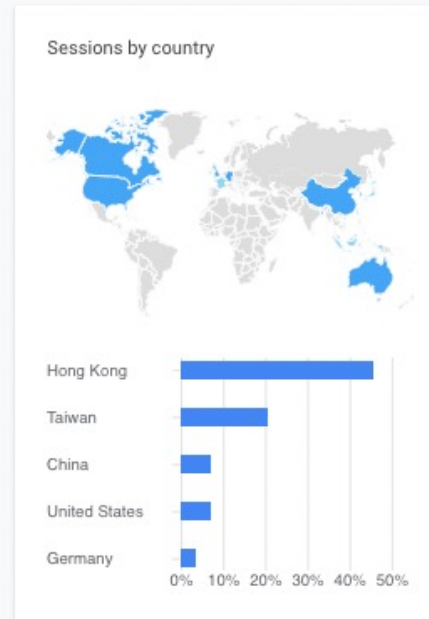 Sessions by country
Hong Kong
Taiwan
China
United States
Germany
0% 10% 20% 30% 40% 50%